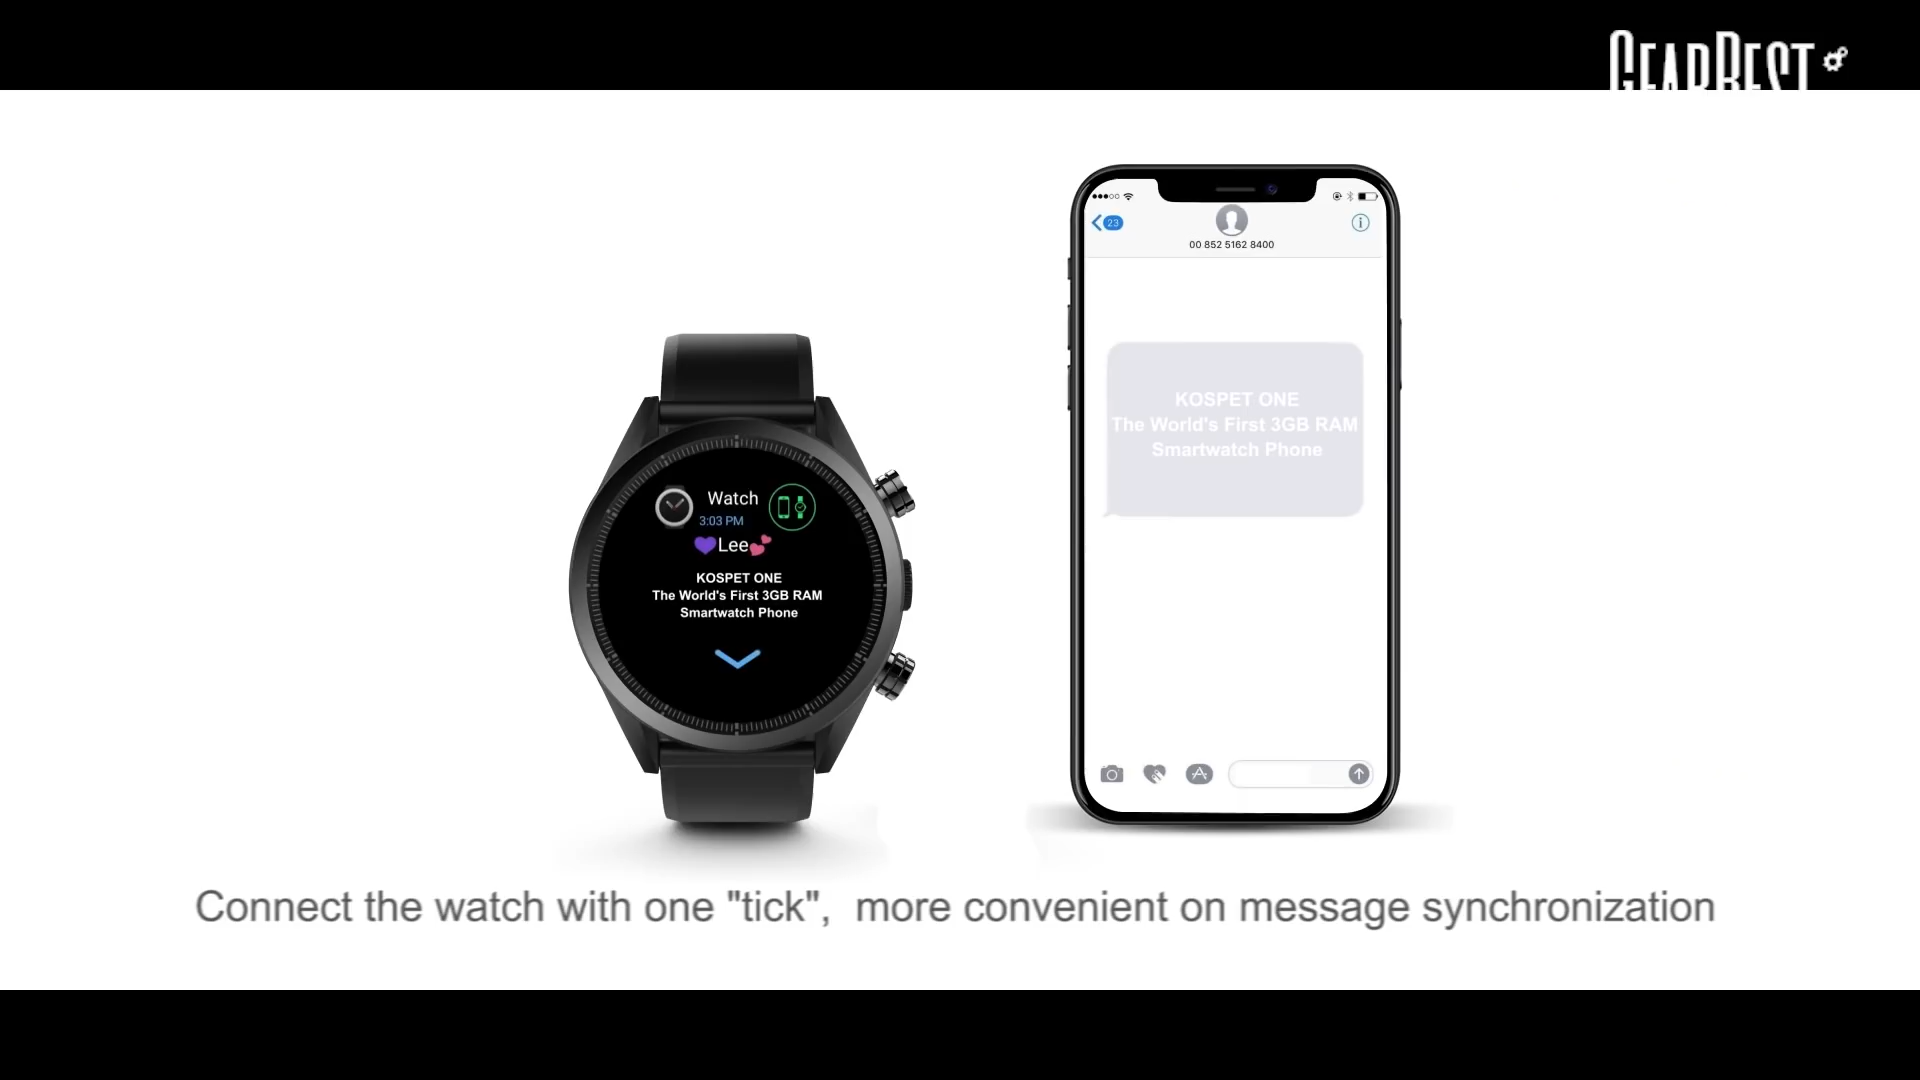 GEARBEST
23
00 852 5162 8400
KOSPET ONE
The World's First 3GB RAM
Smartwatch Phone
Watch
3:03 PM
💜Lee💕
KOSPET ONE
The World's First 3GB RAM
Smartwatch Phone
Connect the watch with one "tick", more convenient on message synchronization